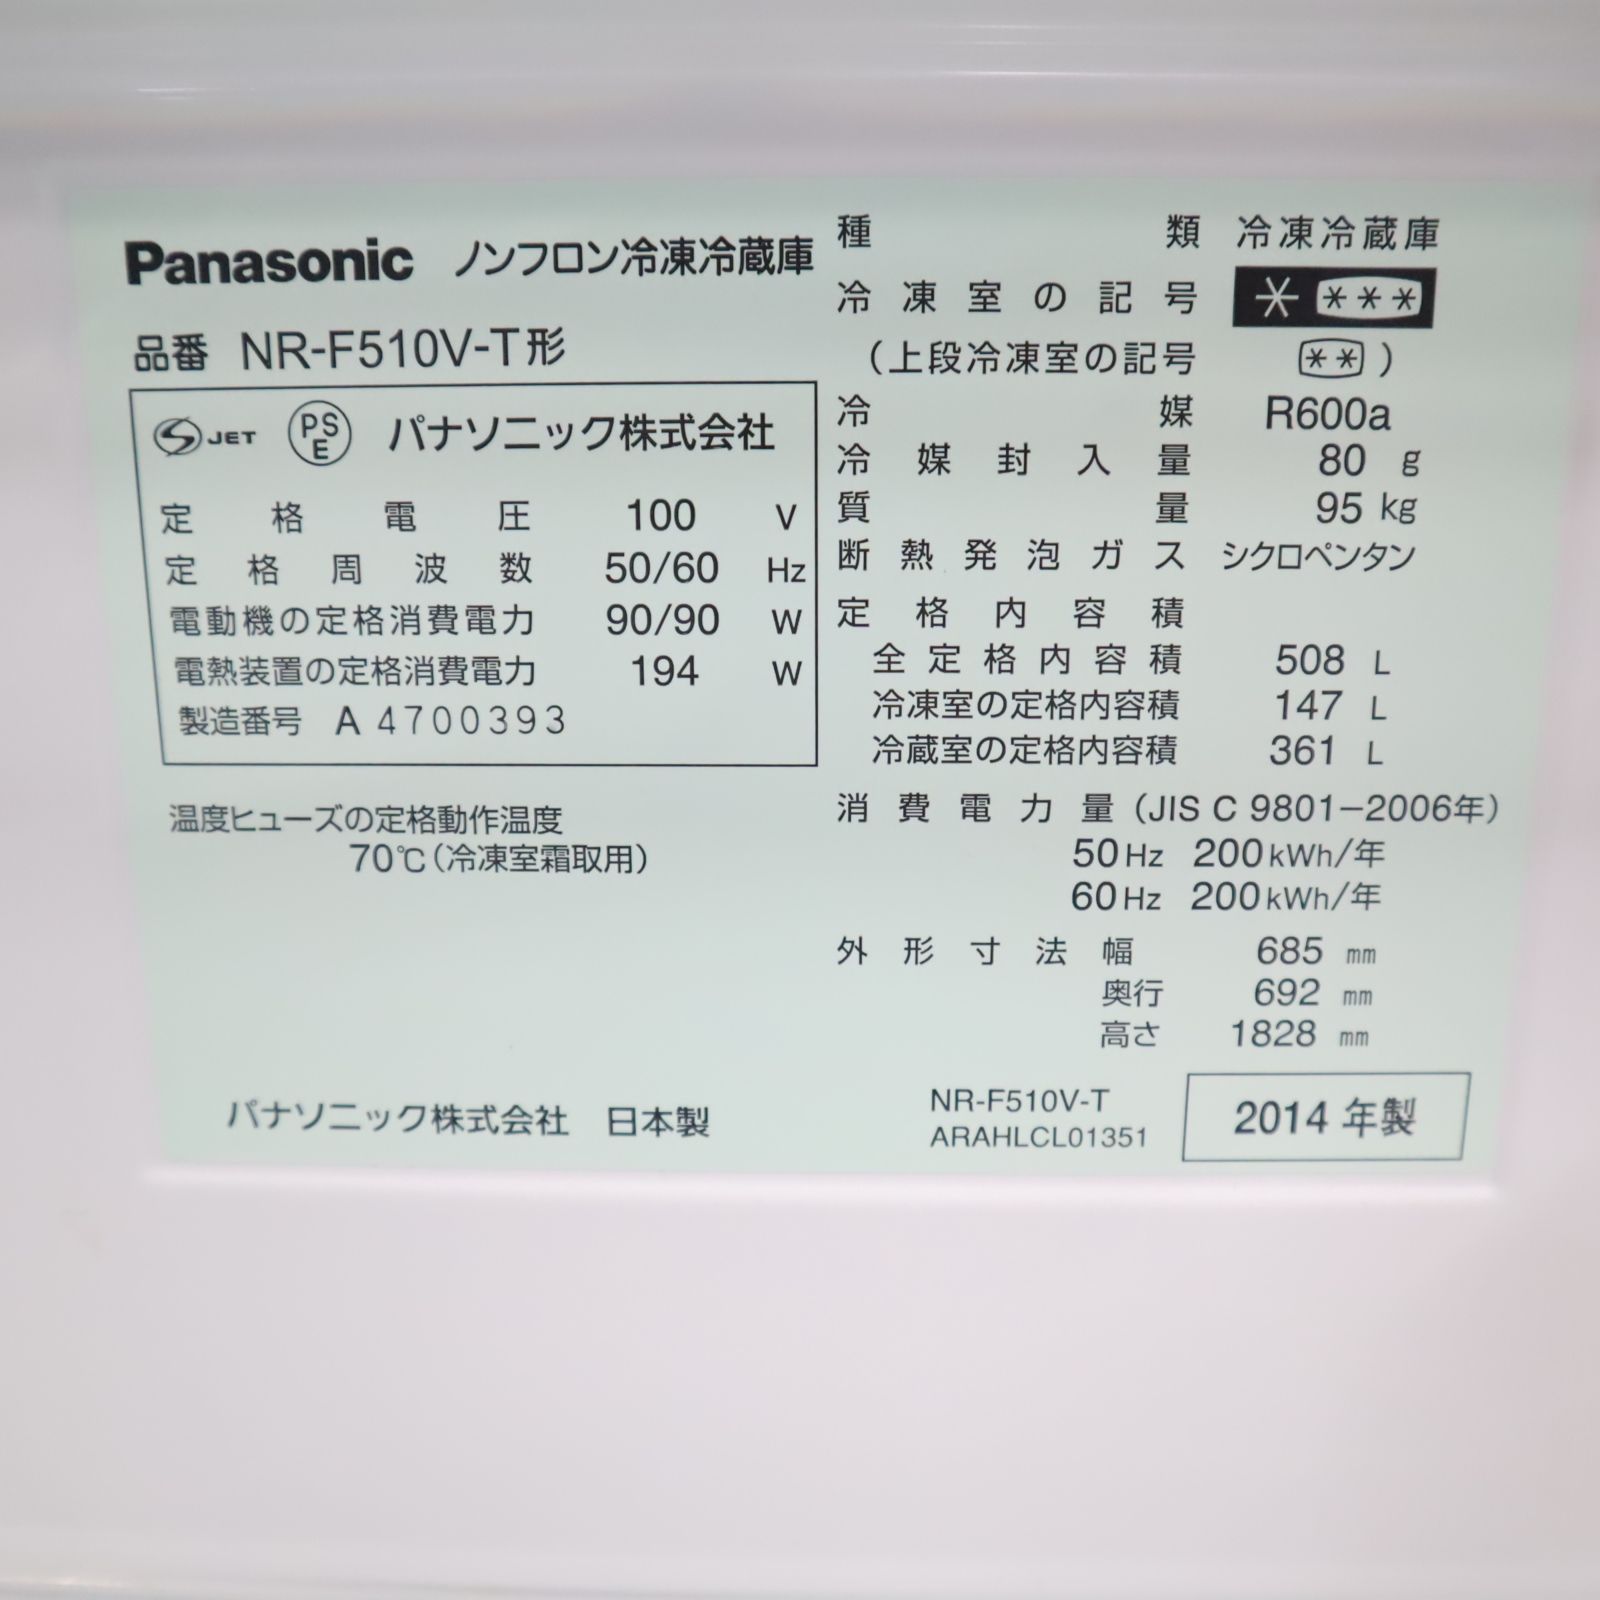 Panasonic ノンフロン冷凍冷蔵庫
品番 NR-F510V-T形
JET PSE パナソニック株式会社
定格電圧 100 V
定格周波数 50/60 Hz
電動機の定格消費電力 90/90 W
電熱装置の定格消費電力 194 W
製造番号 A 4700393
温度ヒューズの定格動作温度
70℃(冷凍室霜取用)
パナソニック株式会社 日本製
種類 冷凍冷蔵庫
冷凍室の記号 * ***
(上段冷凍室の記号 **)
冷媒 R600a
冷媒封入量 80 g
質量 95 kg
断熱発泡ガス シクロペンタン
定格内容積
全定格内容積 508 L
冷凍室の定格内容積 147 L
冷蔵室の定格内容積 361 L
消費電力量(JIS C 9801-2006年)
50Hz 200kWh/年
60Hz 200kWh/年
外形寸法 幅 685 mm
奥行 692 mm
高さ 1828 mm
NR-F510V-T
ARAHLCL01351
2014年製